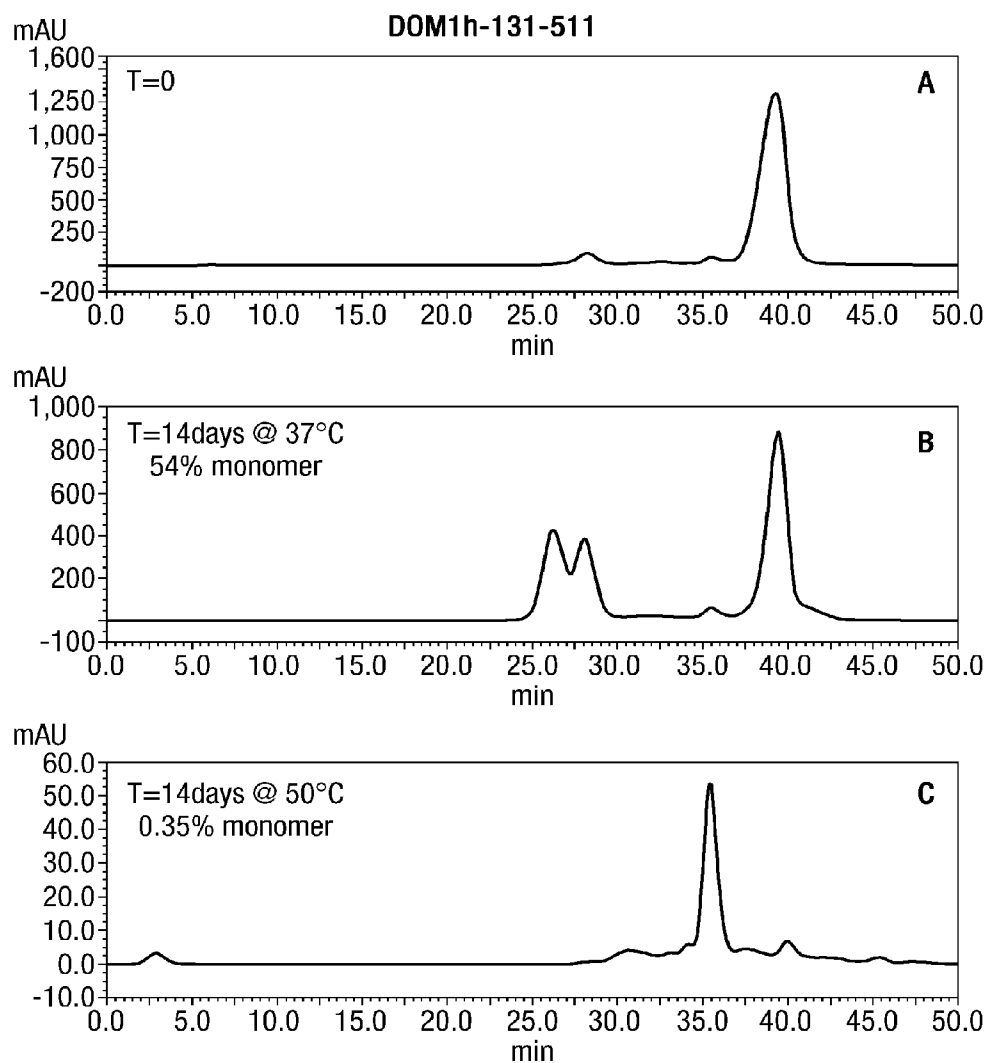 DOM1h-131-511
mAU
1,600
T=0
A
1,250
1,000
750
500
250
-200
0.0 5.0 10.0 15.0 20.0 25.0 30.0 35.0 40.0 45.0 50.0
min
mAU
1,000
T=14days @ 37°C
B
800
54% monomer
600
400
200
-100
0.0 5.0 10.0 15.0 20.0 25.0 30.0 35.0 40.0 45.0 50.0
min
mAU
60.0
T=14days @ 50°C
C
50.0
0.35% monomer
40.0
30.0
20.0
10.0
0.0
-10.0
0.0 5.0 10.0 15.0 20.0 25.0 30.0 35.0 40.0 45.0 50.0
min